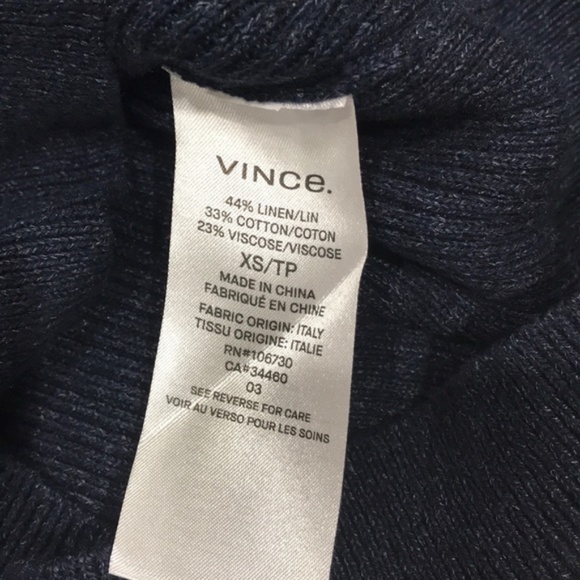 VINCe.
44% LINEN/LIN
33% COTTON/COTON
23% VISCOSE/VISCOSE
XS/TP
MADE IN CHINA
FABRIQUÉ EN CHINE
FABRIC ORIGIN: ITALY
TISSU ORIGINE: ITALIE
RN#106730
CA#34460
03
SEE REVERSE FOR CARE
VOIR AU VERSO POUR LES SOINS